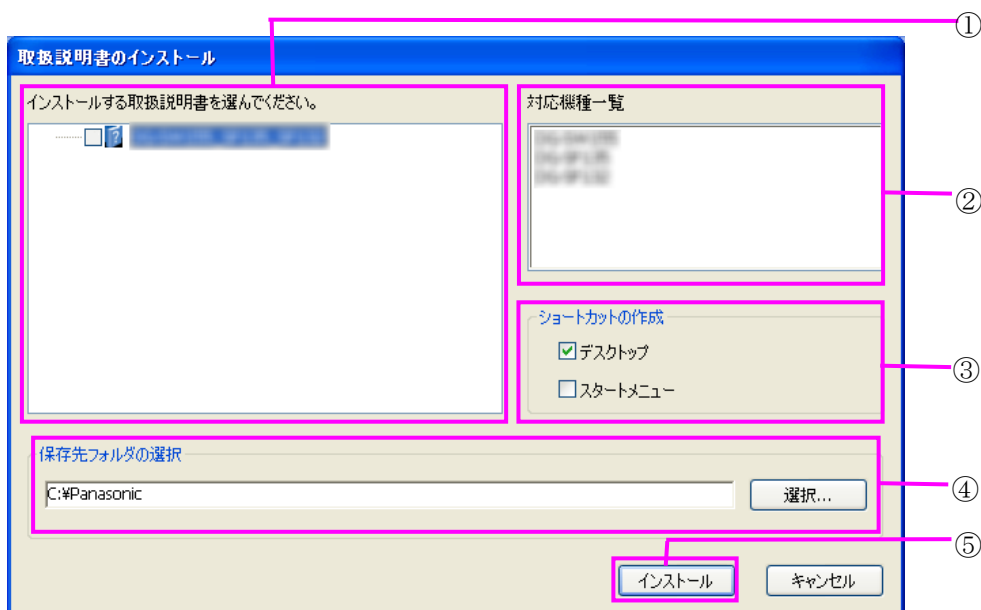 ①
取扱説明書のインストール
インストールする取扱説明書を選んでください。
対応機種一覧
②
ショートカットの作成
デスクトップ
スタートメニュー
③
保存先フォルダの選択
C:¥Panasonic
選択...
④
⑤
インストール
キャンセル